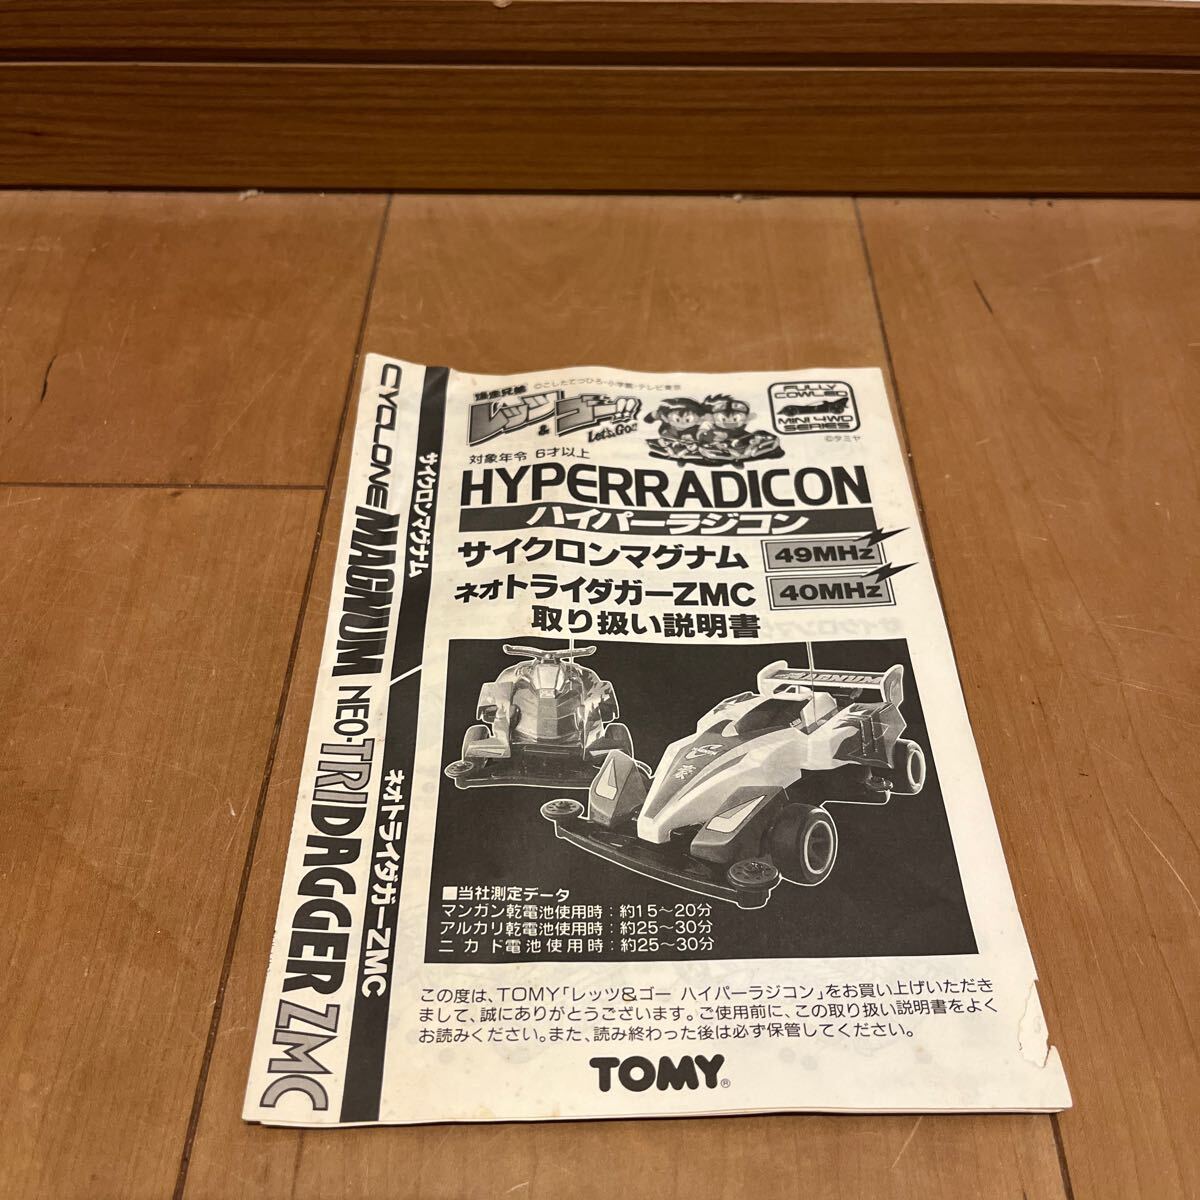 CYCLONE MAGNUM NEO-TRIDAGGER ZMC
サイクロンマグナム
ネオトライダガーZMC
©こしたてつひろ・小学館・テレビ東京
爆走兄弟
レッツ&ゴー!!
Let's & Go!!
FULLY
COWLED
MINI 4WD
SERIES
©タミヤ
対象年令 6才以上
HYPERRADICON
ハイパーラジコン
サイクロンマグナム 49MHz
ネオトライダガーZMC 40MHz
取り扱い説明書
MAGNUM
■当社測定データ
マンガン乾電池使用時:約15〜20分
アルカリ乾電池使用時:約25〜30分
ニカド電池使用時:約25〜30分
この度は、TOMY「レッツ&ゴー ハイパーラジコン」をお買い上げいただき
まして、誠にありがとうございます。ご使用前に、この取り扱い説明書をよく
お読みください。また、読み終わった後は必ず保管してください。
TOMY®